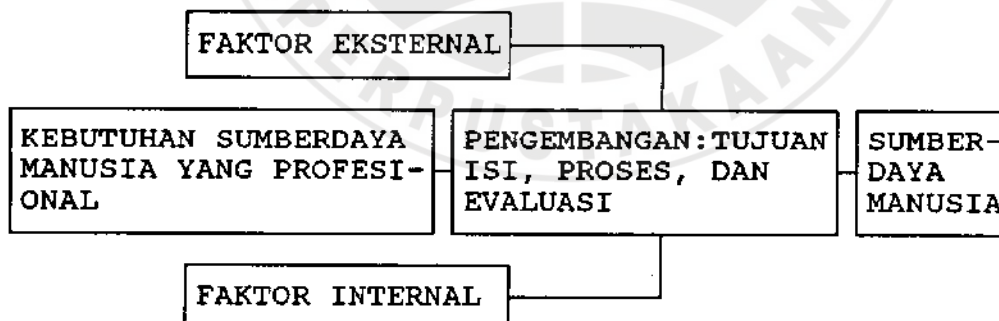 FAKTOR EKSTERNAL
KEBUTUHAN SUMBERDAYA
MANUSIA YANG PROFESI-
ONAL
PENGEMBANGAN:TUJUAN
ISI, PROSES, DAN
EVALUASI
SUMBER-
DAYA
MANUSIA
FAKTOR INTERNAL
PERPUSTAKAAN